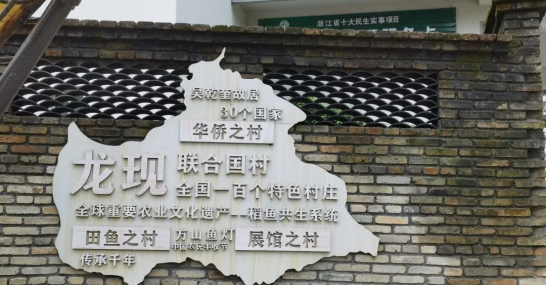 浙江省十大民生实事项目
吴乾奎故居
30个国家
华侨之村
龙现
联合国村
全国一百个特色村庄
全球重要农业文化遗产--稻鱼共生系统
田鱼之村
方山鱼灯
中国农民丰收节
展馆之村
传承千年